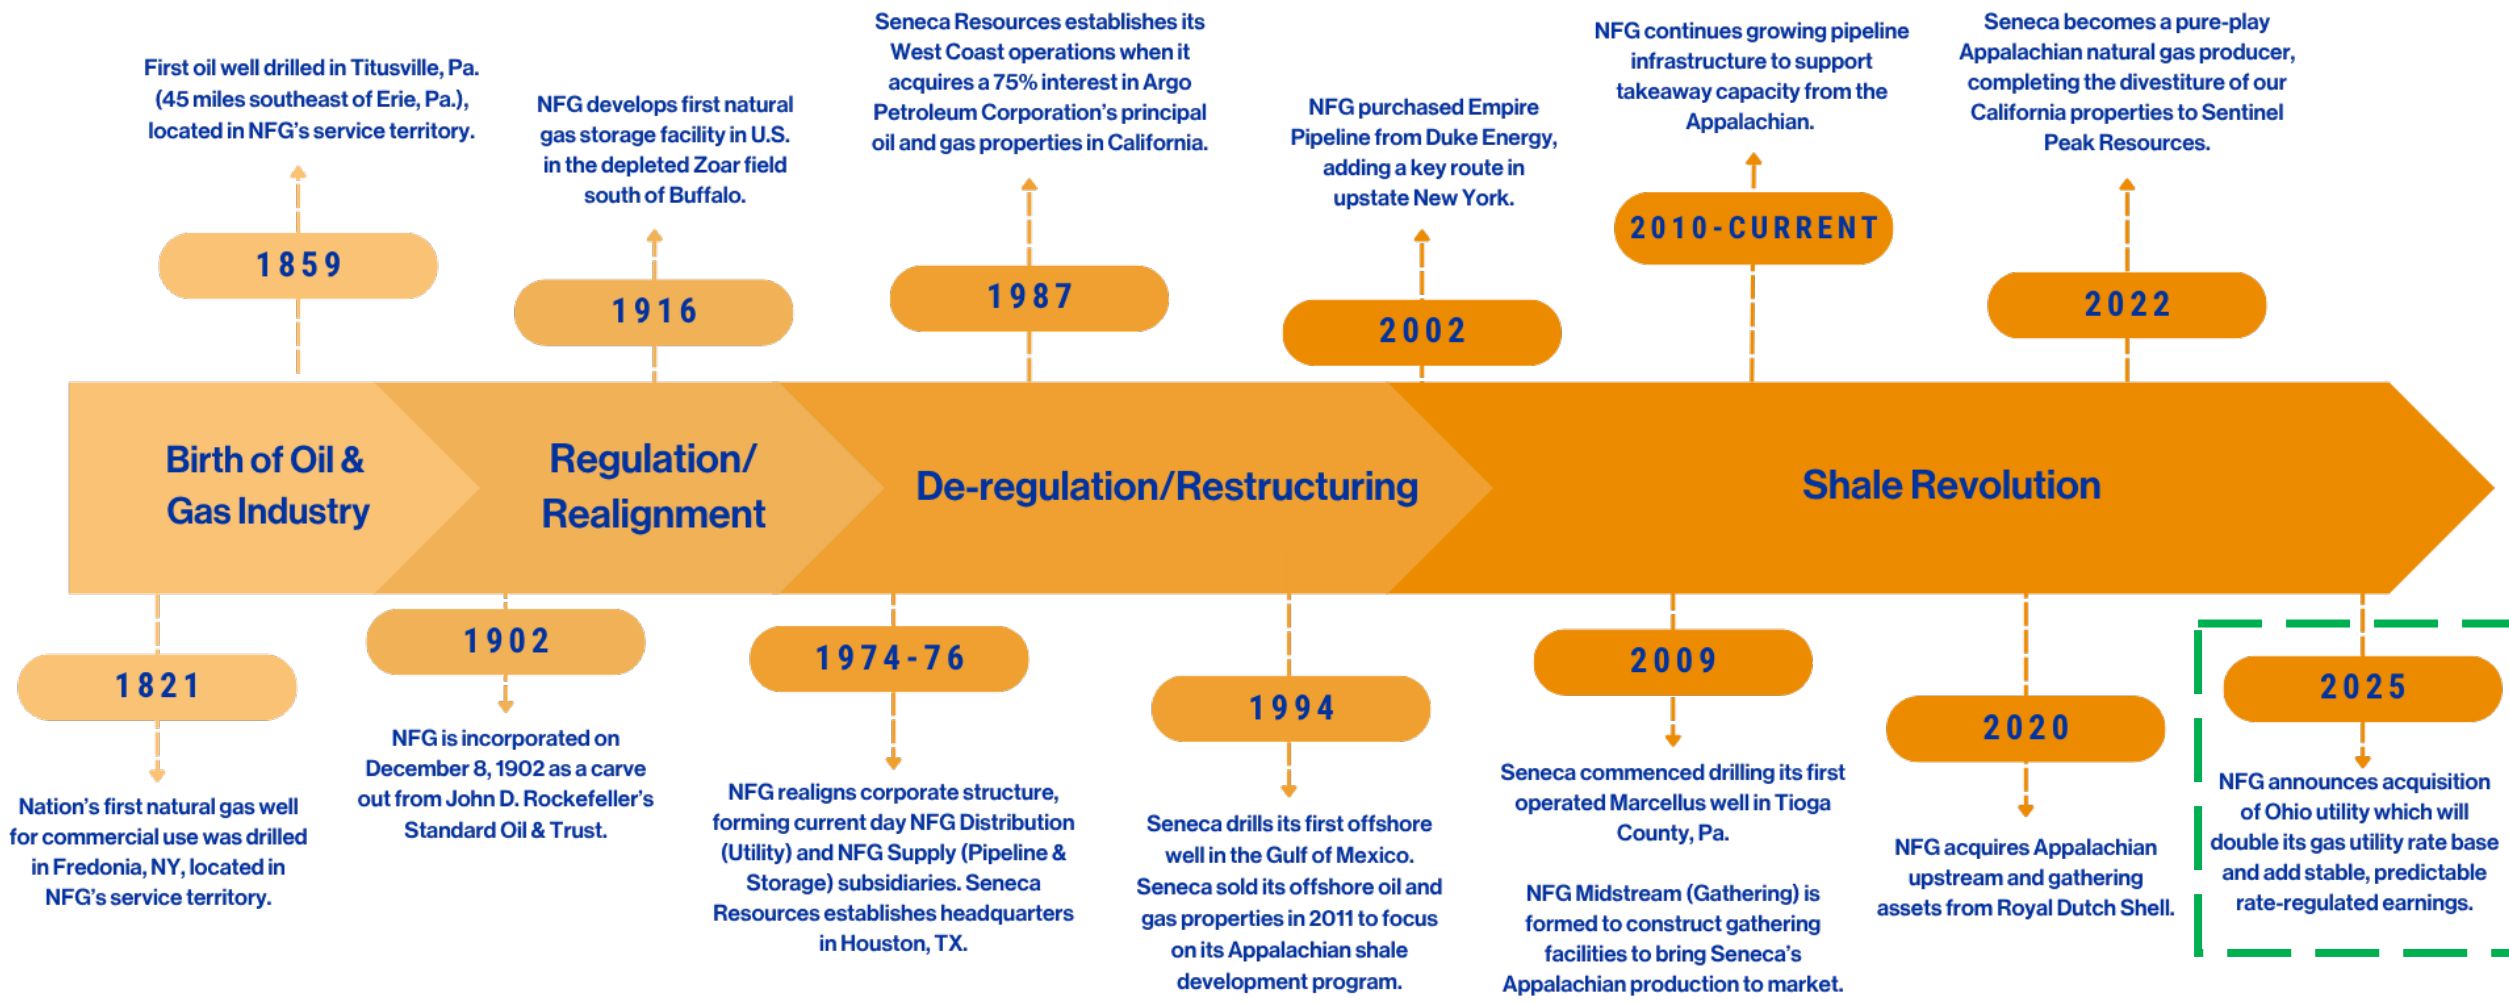 First oil well drilled in Titusville, Pa.
(45 miles southeast of Erie, Pa.),
located in NFG's service territory.
1859
NFG develops first natural
gas storage facility in U.S.
in the depleted Zoar field
south of Buffalo.
1916
Seneca Resources establishes its
West Coast operations when it
acquires a 75% interest in Argo
Petroleum Corporation's principal
oil and gas properties in California.
1987
NFG purchased Empire
Pipeline from Duke Energy,
adding a key route in
upstate New York.
2002
NFG continues growing pipeline
infrastructure to support
takeaway capacity from the
Appalachian.
2010-CURRENT
Seneca becomes a pure-play
Appalachian natural gas producer,
completing the divestiture of our
California properties to Sentinel
Peak Resources.
2022
Birth of Oil &
Gas Industry
Regulation/
Realignment
De-regulation/Restructuring
Shale Revolution
1821
Nation's first natural gas well
for commercial use was drilled
in Fredonia, NY, located in
NFG's service territory.
1902
NFG is incorporated on
December 8, 1902 as a carve
out from John D. Rockefeller's
Standard Oil & Trust.
1974-76
NFG realigns corporate structure,
forming current day NFG Distribution
(Utility) and NFG Supply (Pipeline &
Storage) subsidiaries. Seneca
Resources establishes headquarters
in Houston, TX.
1994
Seneca drills its first offshore
well in the Gulf of Mexico.
Seneca sold its offshore oil and
gas properties in 2011 to focus
on its Appalachian shale
development program.
2009
Seneca commenced drilling its first
operated Marcellus well in Tioga
County, Pa.
NFG Midstream (Gathering) is
formed to construct gathering
facilities to bring Seneca's
Appalachian production to market.
2020
NFG acquires Appalachian
upstream and gathering
assets from Royal Dutch Shell.
2025
NFG announces acquisition
of Ohio utility which will
double its gas utility rate base
and add stable, predictable
rate-regulated earnings.